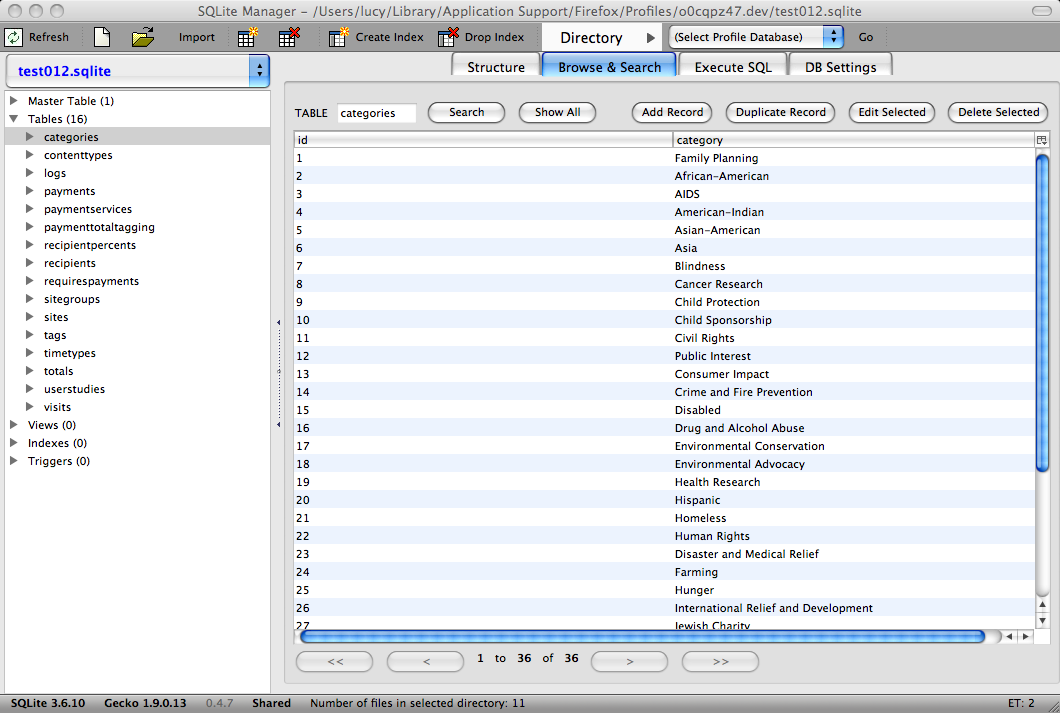 SQLite Manager - /Users/lucy/Library/Application Support/Firefox/Profiles/o0cqpz47.dev/test012.sqlite
Refresh Import Create Index Drop Index Directory (Select Profile Database) Go
test012.sqlite
Structure Browse & Search Execute SQL DB Settings
Master Table (1)
Tables (16)
categories
contenttypes
logs
payments
paymentservices
paymenttotaltagging
recipientpercents
recipients
requirespayments
sitegroups
sites
tags
timetypes
totals
userstudies
visits
Views (0)
Indexes (0)
Triggers (0)
TABLE categories Search Show All Add Record Duplicate Record Edit Selected Delete Selected
id category
1 Family Planning
2 African-American
3 AIDS
4 American-Indian
5 Asian-American
6 Asia
7 Blindness
8 Cancer Research
9 Child Protection
10 Child Sponsorship
11 Civil Rights
12 Public Interest
13 Consumer Impact
14 Crime and Fire Prevention
15 Disabled
16 Drug and Alcohol Abuse
17 Environmental Conservation
18 Environmental Advocacy
19 Health Research
20 Hispanic
21 Homeless
22 Human Rights
23 Disaster and Medical Relief
24 Farming
25 Hunger
26 International Relief and Development
27 Jewish Charity
<< < 1 to 36 of 36 > >>
SQLite 3.6.10 Gecko 1.9.0.13 0.4.7 Shared Number of files in selected directory: 11 ET: 2